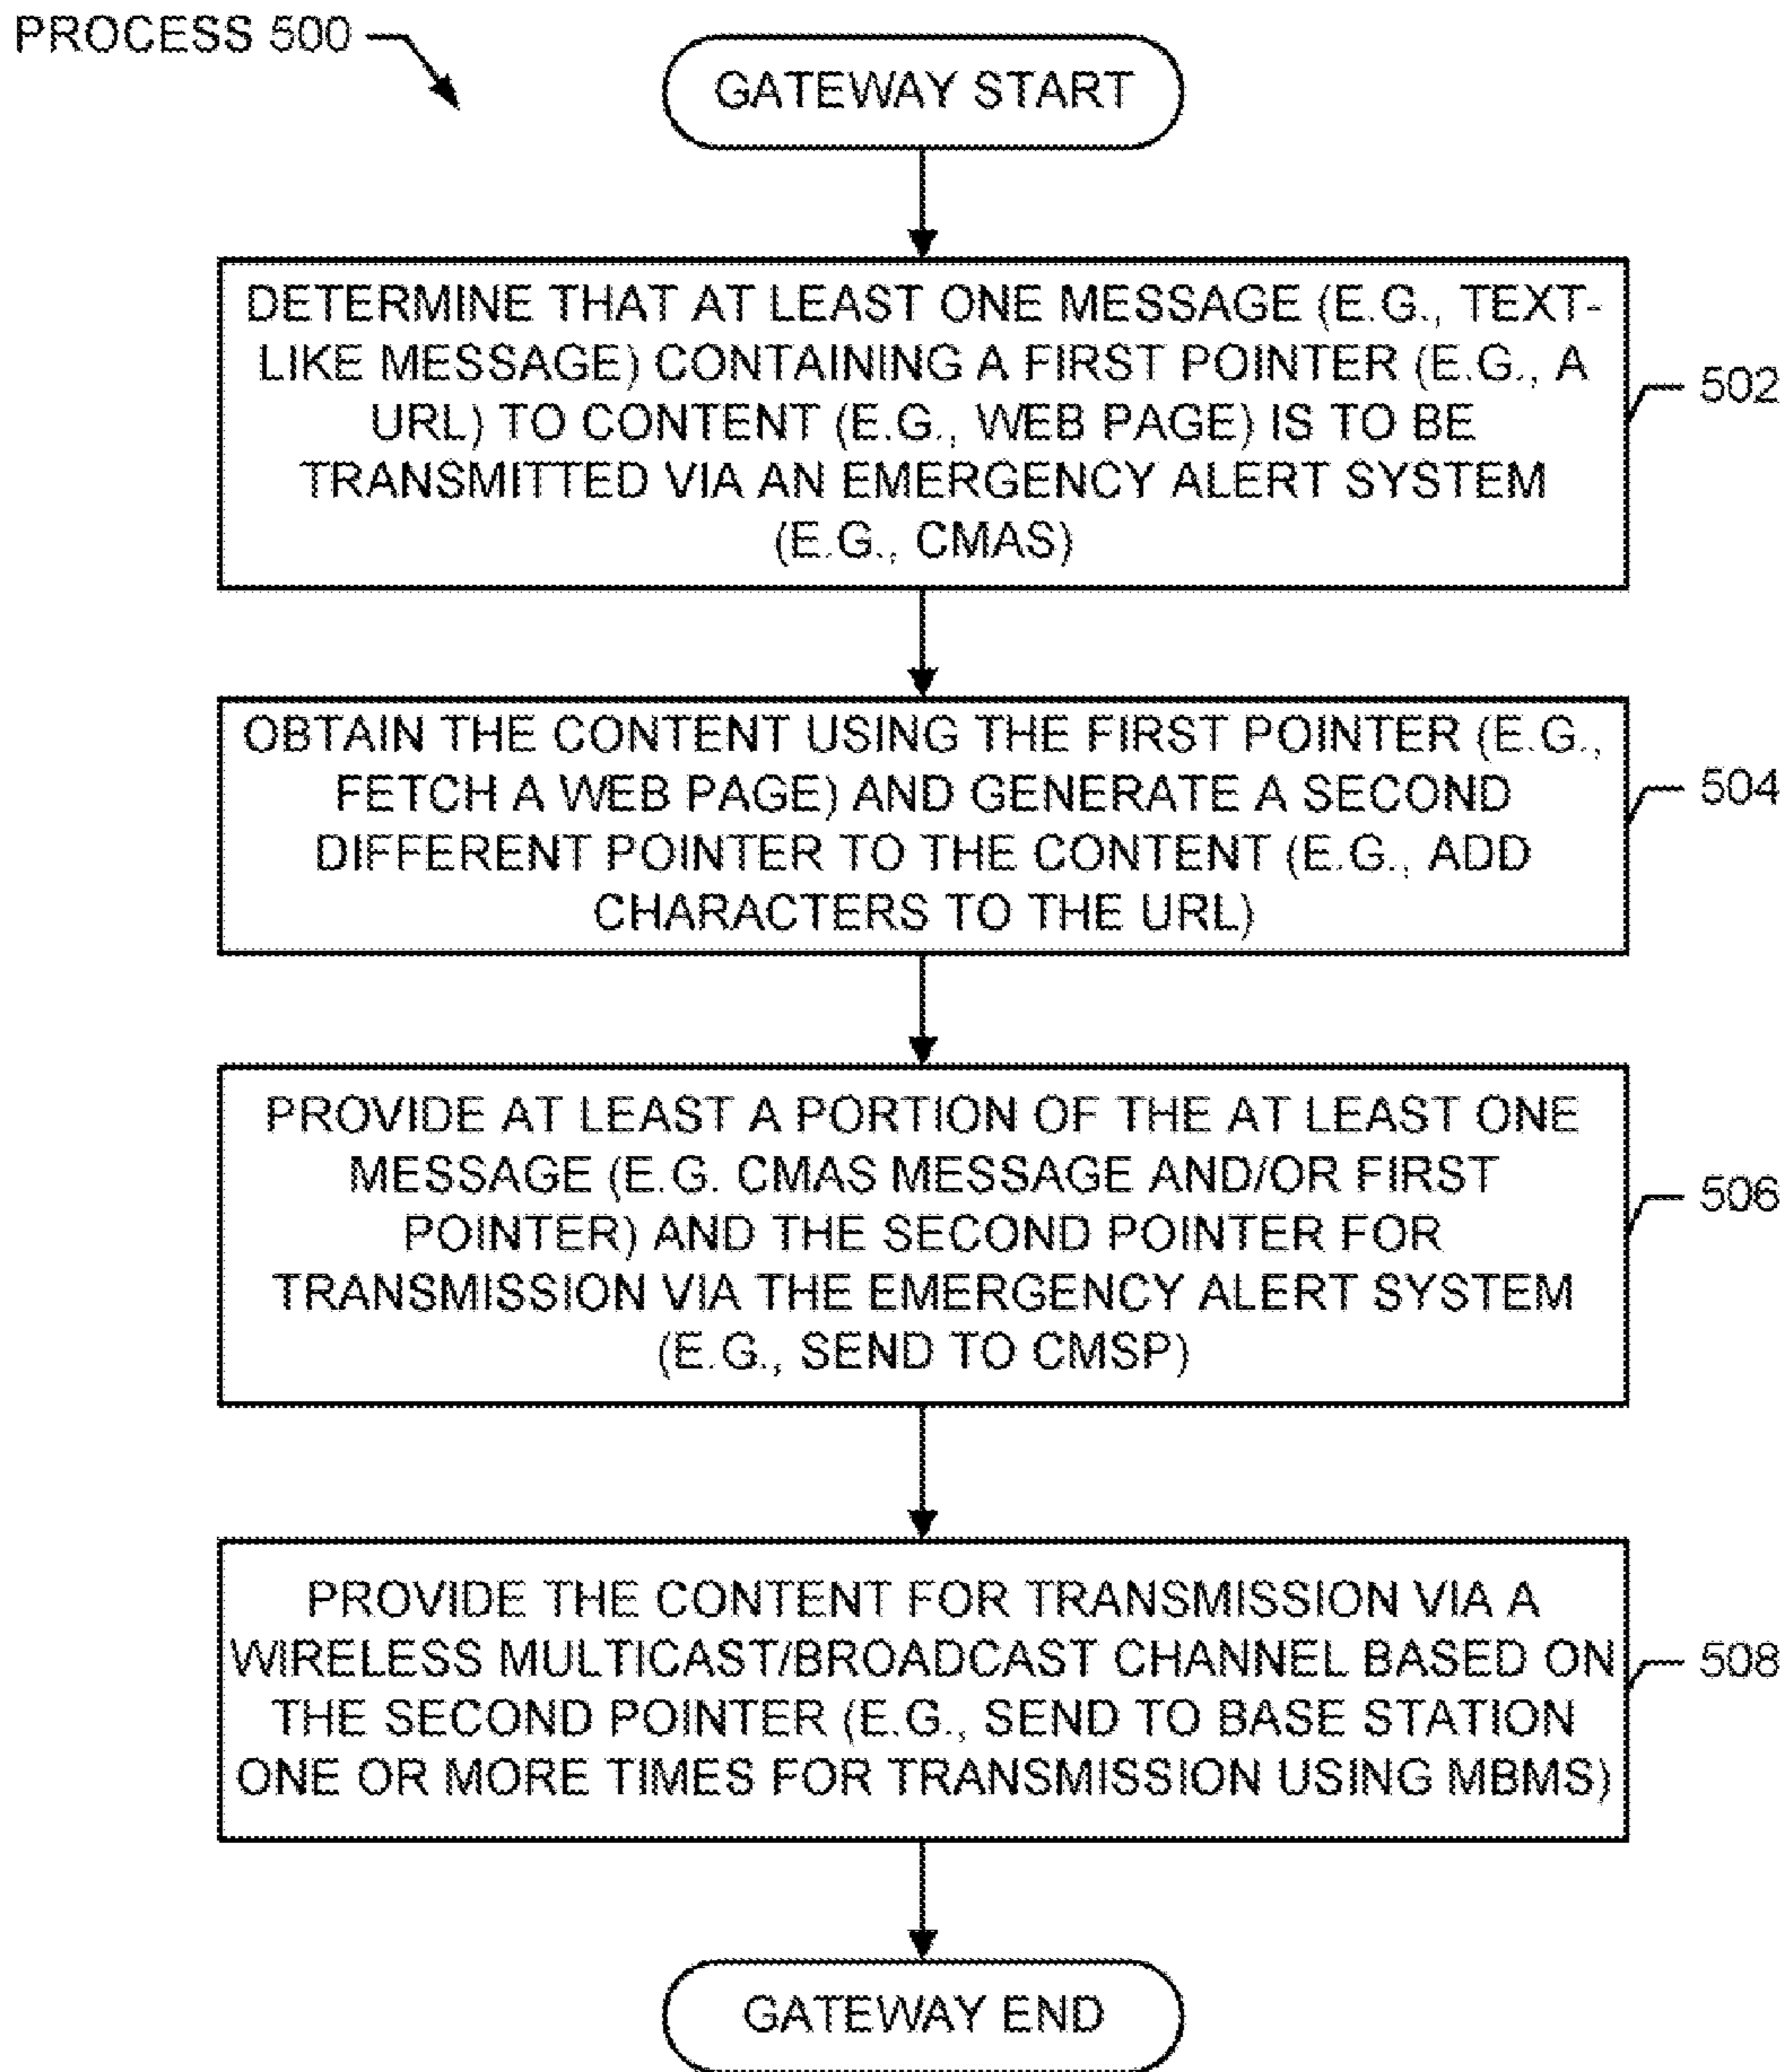 PROCESS 500
GATEWAY START
DETERMINE THAT AT LEAST ONE MESSAGE (E.G., TEXT-
LIKE MESSAGE) CONTAINING A FIRST POINTER (E.G., A
URL) TO CONTENT (E.G., WEB PAGE) IS TO BE
TRANSMITTED VIA AN EMERGENCY ALERT SYSTEM
(E.G., CMAS)
502
OBTAIN THE CONTENT USING THE FIRST POINTER (E.G.,
FETCH A WEB PAGE) AND GENERATE A SECOND
DIFFERENT POINTER TO THE CONTENT (E.G., ADD
CHARACTERS TO THE URL)
504
PROVIDE AT LEAST A PORTION OF THE AT LEAST ONE
MESSAGE (E.G. CMAS MESSAGE AND/OR FIRST
POINTER) AND THE SECOND POINTER FOR
TRANSMISSION VIA THE EMERGENCY ALERT SYSTEM
(E.G., SEND TO CMSP)
506
PROVIDE THE CONTENT FOR TRANSMISSION VIA A
WIRELESS MULTICAST/BROADCAST CHANNEL BASED ON
THE SECOND POINTER (E.G., SEND TO BASE STATION
ONE OR MORE TIMES FOR TRANSMISSION USING MBMS)
508
GATEWAY END